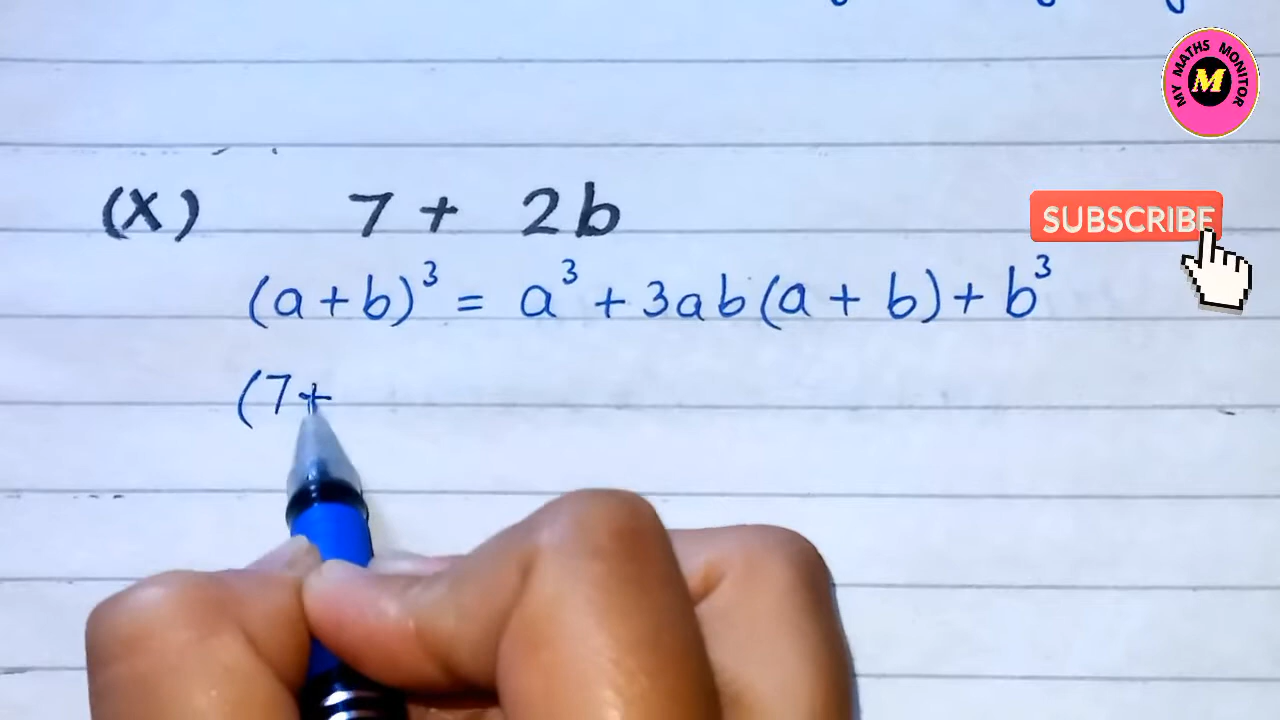 MY MATHS MONITOR
M
(X) 7 + 2b
SUBSCRIBE
(a+b)³ = a³ + 3ab(a + b) + b³
(7+